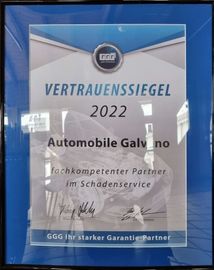 GGG
VERTRAUENSSIEGEL
2022
Automobile Galvano
fachkompetenter Partner
im Schadenservice
GGG Ihr starker Garantie-Partner